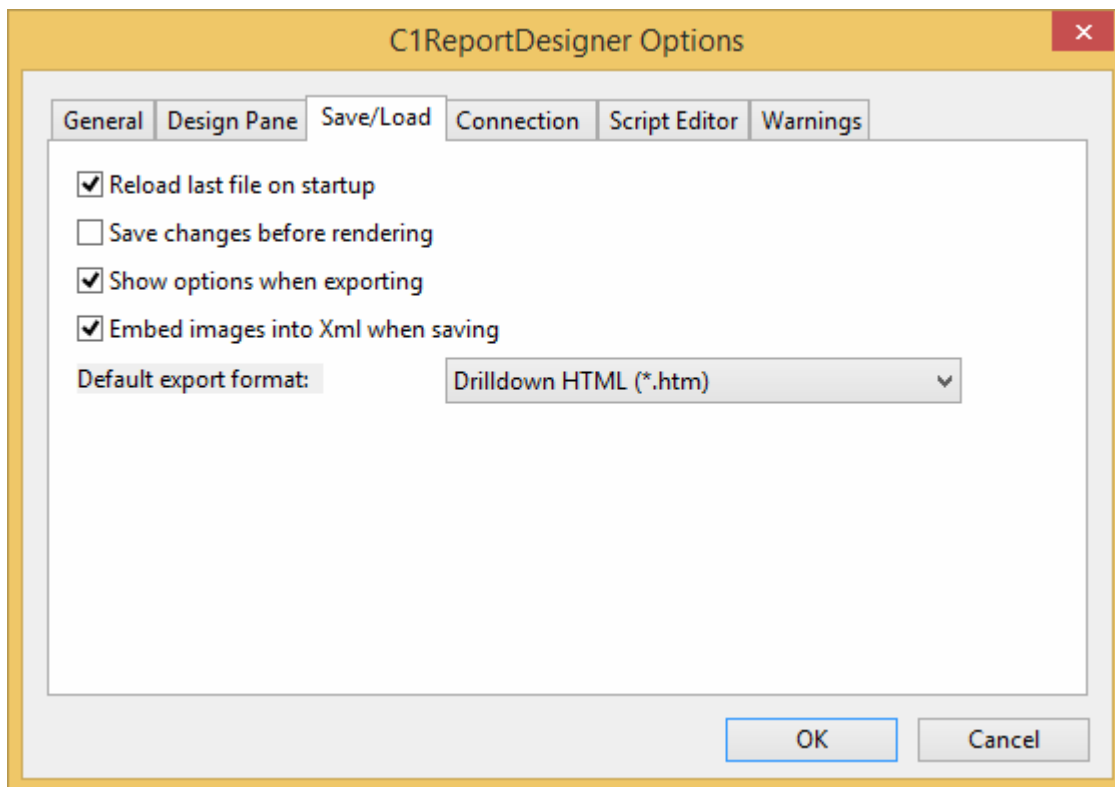 C1ReportDesigner Options
General Design Pane Save/Load Connection Script Editor Warnings
Reload last file on startup
Save changes before rendering
Show options when exporting
Embed images into Xml when saving
Default export format: Drilldown HTML (*.htm)
OK Cancel